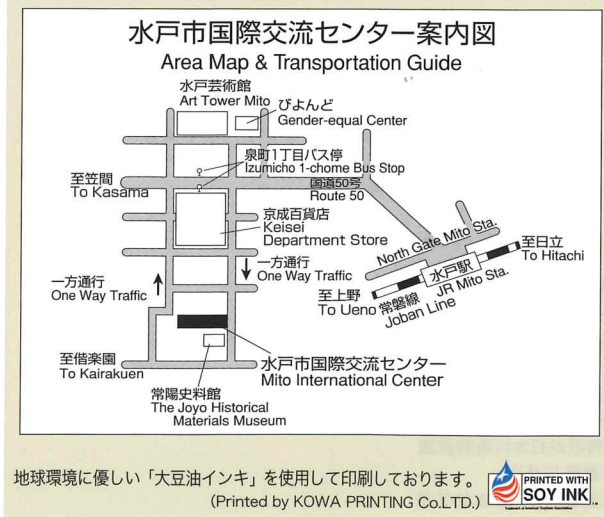 水戸市国際交流センター案内図
Area Map & Transportation Guide
水戸芸術館
Art Tower Mito
びよんど
Gender-equal Center
泉町1丁目バス停
Izumicho 1-chome Bus Stop
至笠間
To Kasama
国道50号
Route 50
京成百貨店
Keisei
Department Store
North Gate Mito Sta.
至日立
To Hitachi
水戸駅
JR Mito Sta.
一方通行
One Way Traffic
一方通行
One Way Traffic
至上野
To Ueno
常磐線
Joban Line
至偕楽園
To Kairakuen
水戸市国際交流センター
Mito International Center
常陽史料館
The Joyo Historical
Materials Museum
地球環境に優しい「大豆油インキ」を使用して印刷しております。
(Printed by KOWA PRINTING Co.LTD.)
PRINTED WITH
SOY INK
Trademark of American Soybean Association